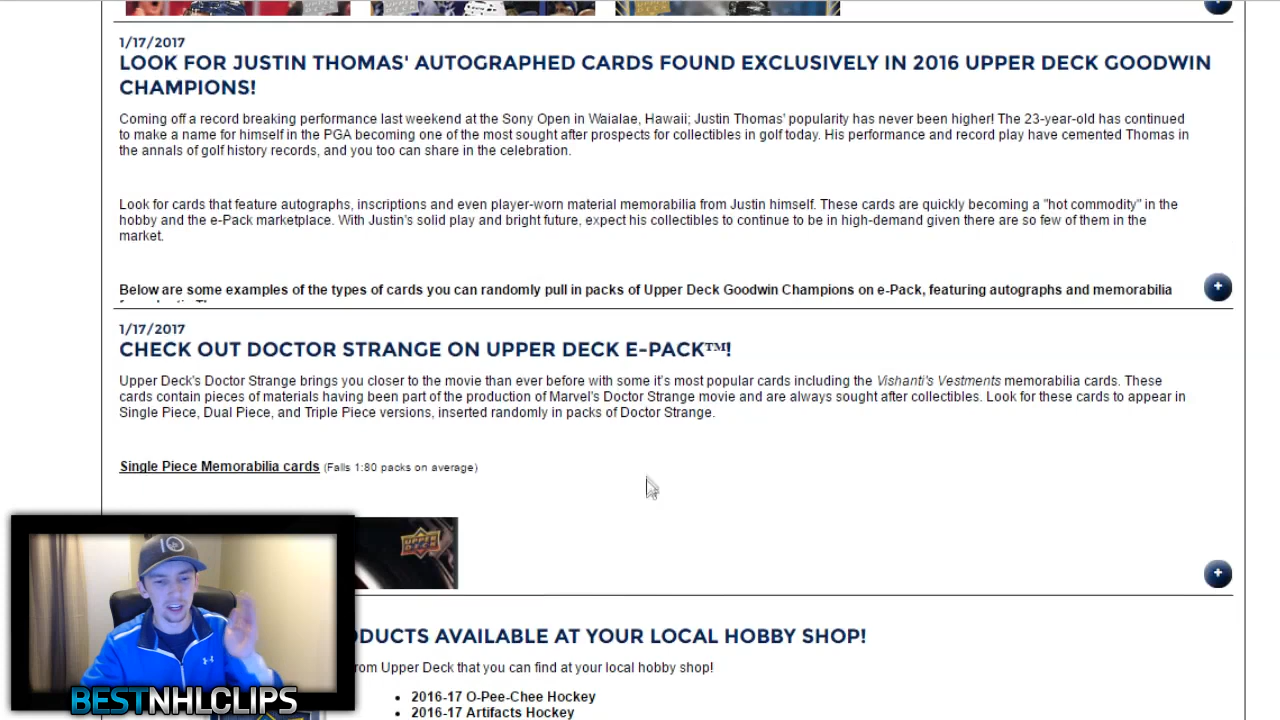 1/17/2017
LOOK FOR JUSTIN THOMAS' AUTOGRAPHED CARDS FOUND EXCLUSIVELY IN 2016 UPPER DECK GOODWIN
CHAMPIONS!
Coming off a record breaking performance last weekend at the Sony Open in Waialae, Hawaii; Justin Thomas' popularity has never been higher! The 23-year-old has continued
to make a name for himself in the PGA becoming one of the most sought after prospects for collectibles in golf today. His performance and record play have cemented Thomas in
the annals of golf history records, and you too can share in the celebration.
Look for cards that feature autographs, inscriptions and even player-worn material memorabilia from Justin himself. These cards are quickly becoming a "hot commodity" in the
hobby and the e-Pack marketplace. With Justin's solid play and bright future, expect his collectibles to continue to be in high-demand given there are so few of them in the
market.
Below are some examples of the types of cards you can randomly pull in packs of Upper Deck Goodwin Champions on e-Pack, featuring autographs and memorabilia
1/17/2017
CHECK OUT DOCTOR STRANGE ON UPPER DECK E-PACK™!
Upper Deck's Doctor Strange brings you closer to the movie than ever before with some it's most popular cards including the Vishanti's Vestments memorabilia cards. These
cards contain pieces of materials having been part of the production of Marvel's Doctor Strange movie and are always sought after collectibles. Look for these cards to appear in
Single Piece, Dual Piece, and Triple Piece versions, inserted randomly in packs of Doctor Strange.
Single Piece Memorabilia cards (Falls 1:80 packs on average)
UPPER DECK
ODUCTS AVAILABLE AT YOUR LOCAL HOBBY SHOP!
rom Upper Deck that you can find at your local hobby shop!
• 2016-17 O-Pee-Chee Hockey
• 2016-17 Artifacts Hockey
BESTNHLCLIPS